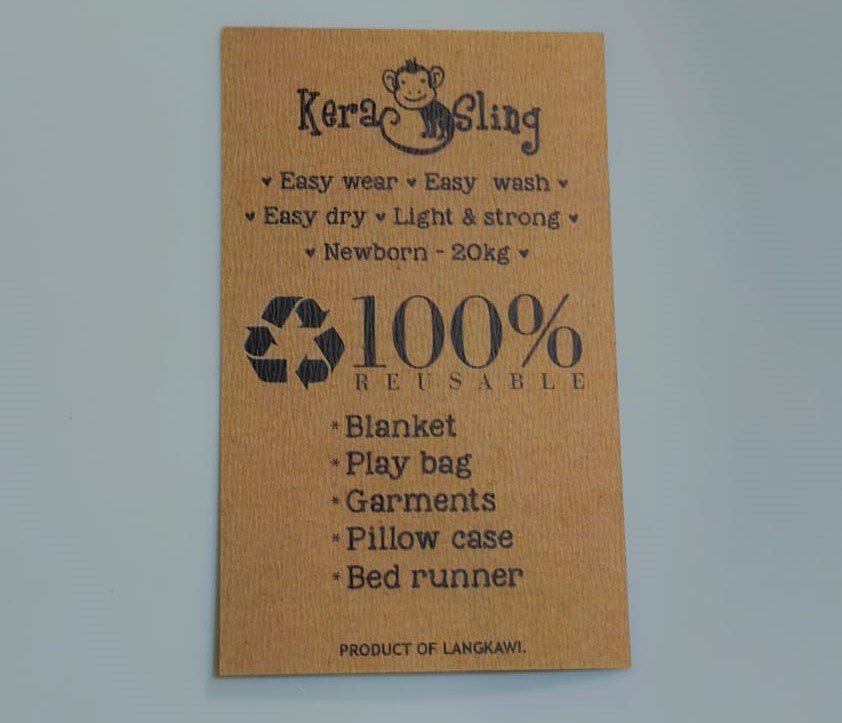 Kera Sling
♥ Easy wear ♥ Easy wash ♥
♥ Easy dry ♥ Light & strong ♥
♥ Newborn - 20kg ♥
100%
REUSABLE
*Blanket
*Play bag
*Garments
*Pillow case
*Bed runner
PRODUCT OF LANGKAWI.